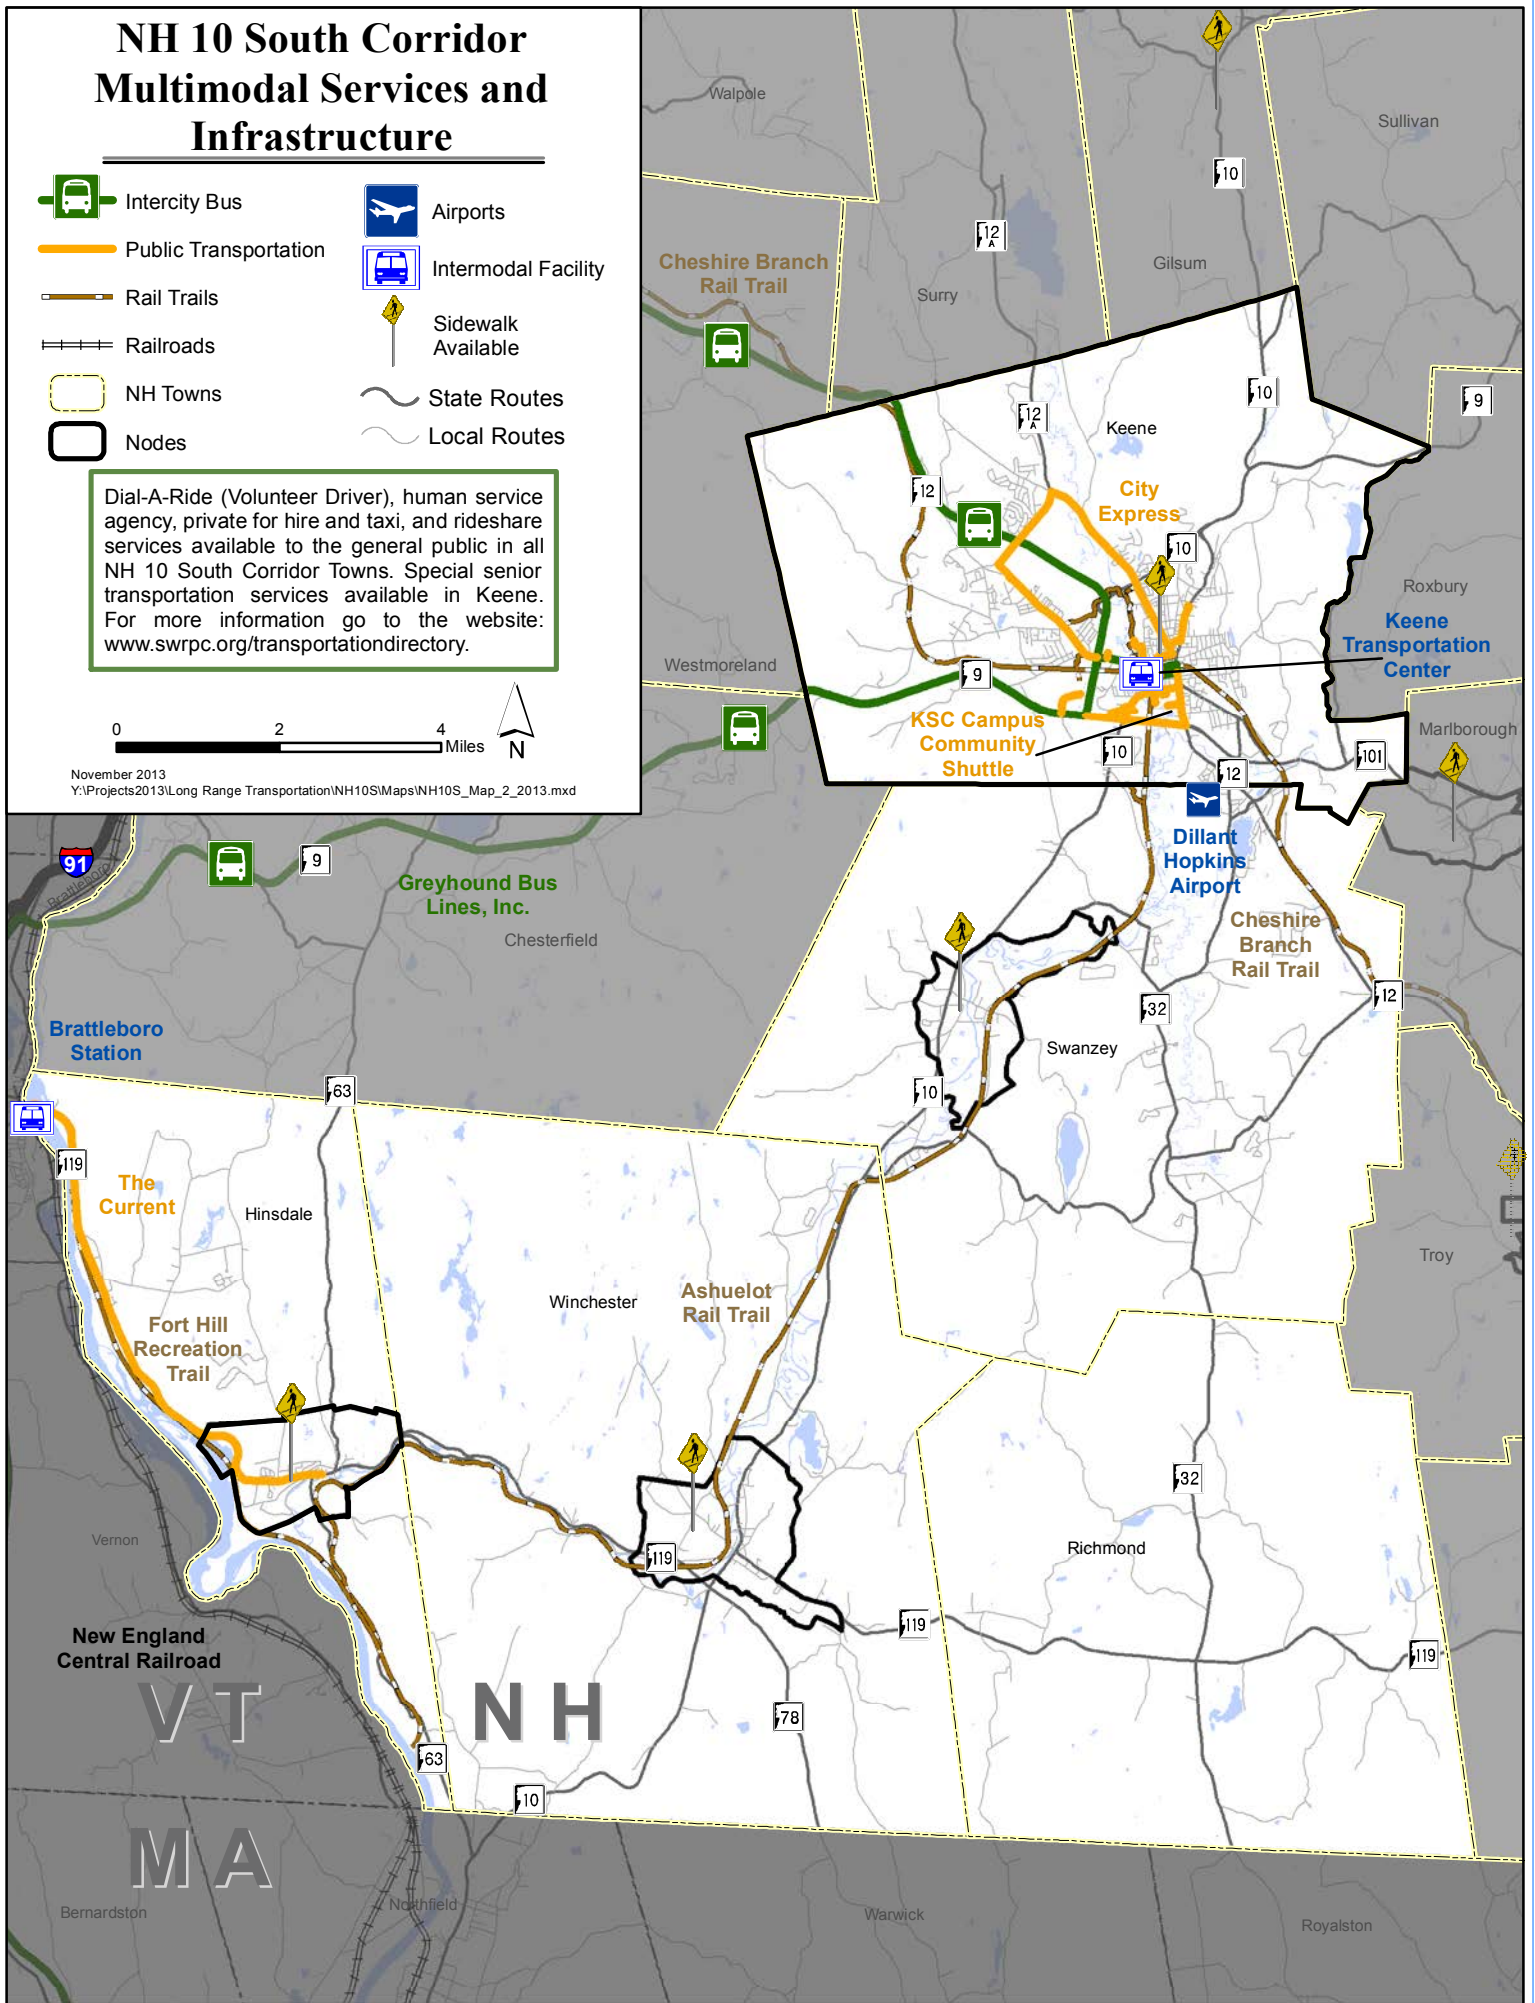 NH 10 South Corridor
Multimodal Services and
Infrastructure
Intercity Bus
Public Transportation
Rail Trails
Railroads
NH Towns
Nodes
Airports
Intermodal Facility
Sidewalk
Available
State Routes
Local Routes
Dial-A-Ride (Volunteer Driver), human service
agency, private for hire and taxi, and rideshare
services available to the general public in all
NH 10 South Corridor Towns. Special senior
transportation services available in Keene.
For more information go to the website:
www.swrpc.org/transportationdirectory.
0 2 4
Miles
N
November 2013
Y:\Projects2013\Long Range Transportation\NH10S\Maps\NH10S_Map_2_2013.mxd
Walpole
Sullivan
10
12
A
Gilsum
Cheshire Branch
Rail Trail
Surry
10
9
12
A
Keene
12
City
Express
10
Roxbury
Keene
Transportation
Center
Westmoreland
9
KSC Campus
Community
Shuttle
10
Marlborough
101
12
Dillant
Hopkins
Airport
91
Brattleboro
9
Greyhound Bus
Lines, Inc.
Chesterfield
Cheshire
Branch
Rail Trail
12
32
Brattleboro
Station
Swanzey
63
10
119
The
Current
Hinsdale
Troy
Winchester
Ashuelot
Rail Trail
Fort Hill
Recreation
Trail
32
Vernon
Richmond
119
119
New England
Central Railroad
119
VT
NH
78
63
10
MA
Bernardston
Northfield
Warwick
Royalston